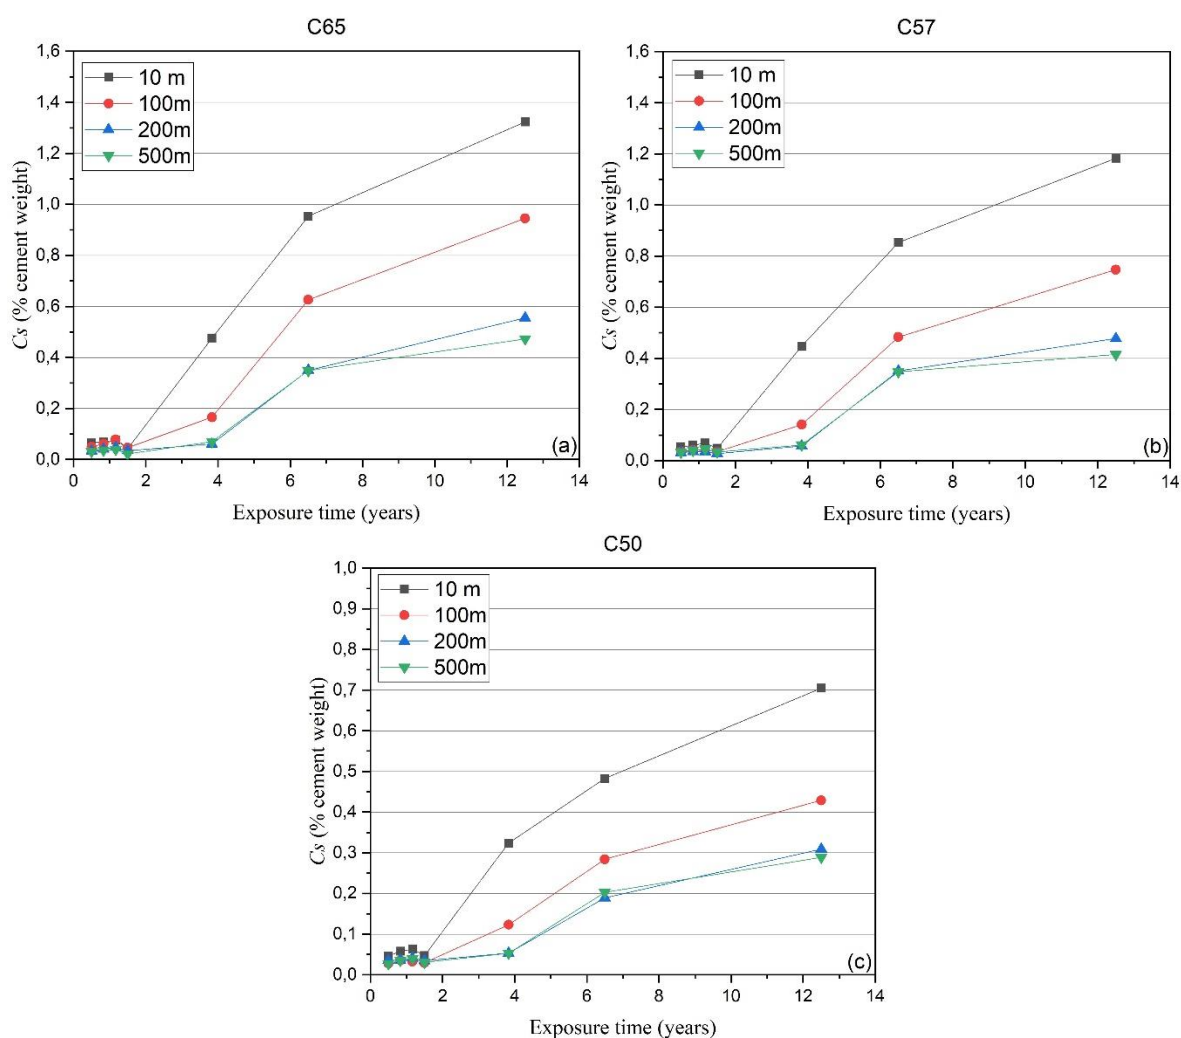 C65
1,6
1,4
1,2
1,0
0,8
0,6
0,4
0,2
0,0
Cs (% cement weight)
10 m
100m
200m
500m
(a)
0 2 4 6 8 10 12 14
Exposure time (years)
C57
1,6
1,4
1,2
1,0
0,8
0,6
0,4
0,2
0,0
Cs (% cement weight)
10 m
100m
200m
500m
(b)
0 2 4 6 8 10 12 14
Exposure time (years)
C50
1,0
0,9
0,8
0,7
0,6
0,5
0,4
0,3
0,2
0,1
0,0
Cs (% cement weight)
10 m
100m
200m
500m
(c)
0 2 4 6 8 10 12 14
Exposure time (years)